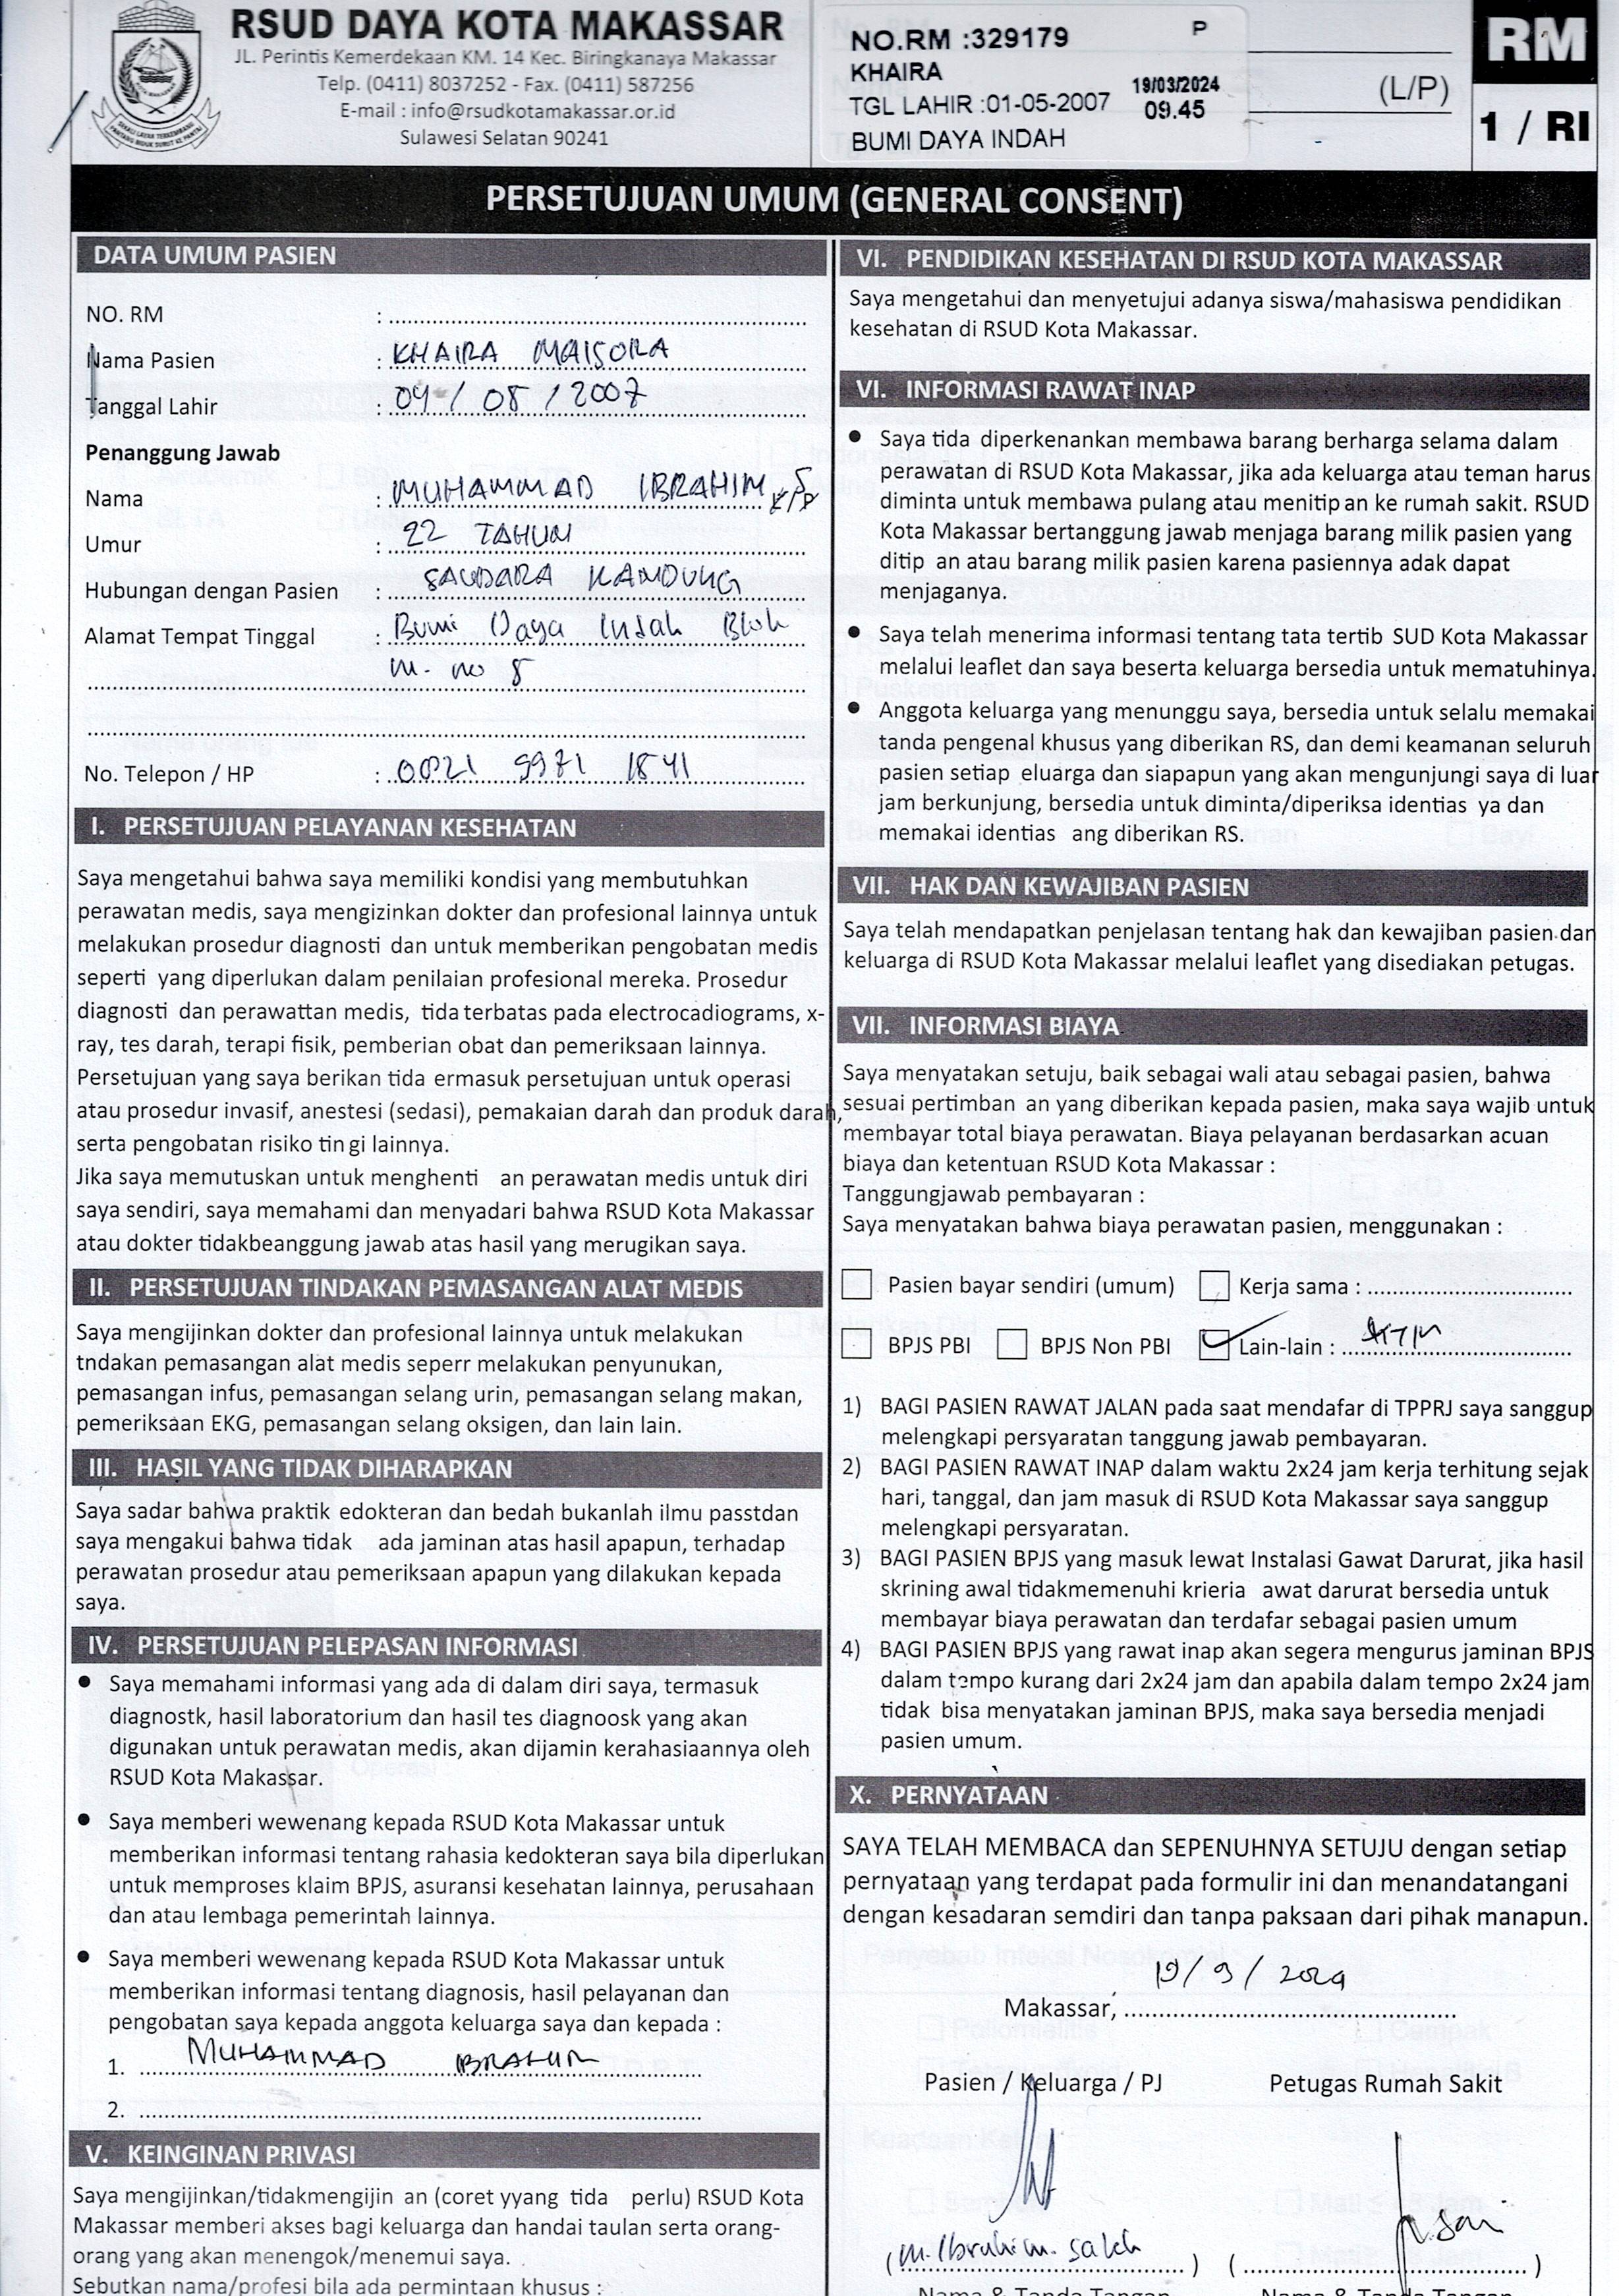 RSUD DAYA KOTA MAKASSAR
JL. Perintis Kemerdekaan KM. 14 Kec. Biringkanaya Makassar
Telp. (0411) 8037252 - Fax. (0411) 587256
E-mail : info@rsudkotamakassar.or.id
Sulawesi Selatan 90241
NO.RM :329179 P
KHAIRA 19/03/2024
TGL LAHIR :01-05-2007 09.45
BUMI DAYA INDAH
(L/P)
RM
1 / RI
PERSETUJUAN UMUM (GENERAL CONSENT)
DATA UMUM PASIEN
NO. RM :
Nama Pasien : KHAIRA MAISORA
Tanggal Lahir : 04 / 08 / 2007
Penanggung Jawab
Nama : MUHAMMAD IBRAHIM S
Umur : 22 TAHUN
Hubungan dengan Pasien : SAUDARA KANDUNG
Alamat Tempat Tinggal : Bumi Daya Indah Blok
M. no 8
No. Telepon / HP : 0821 9971 1841
I. PERSETUJUAN PELAYANAN KESEHATAN
Saya mengetahui bahwa saya memiliki kondisi yang membutuhkan
perawatan medis, saya mengizinkan dokter dan profesional lainnya untuk
melakukan prosedur diagnosti dan untuk memberikan pengobatan medis
seperti yang diperlukan dalam penilaian profesional mereka. Prosedur
diagnosti dan perawattan medis, tida terbatas pada electrocadiograms, x-
ray, tes darah, terapi fisik, pemberian obat dan pemeriksaan lainnya.
Persetujuan yang saya berikan tida ermasuk persetujuan untuk operasi
atau prosedur invasif, anestesi (sedasi), pemakaian darah dan produk darah,
serta pengobatan risiko tin gi lainnya.
Jika saya memutuskan untuk menghenti an perawatan medis untuk diri
saya sendiri, saya memahami dan menyadari bahwa RSUD Kota Makassar
atau dokter tidakbeanggung jawab atas hasil yang merugikan saya.
II. PERSETUJUAN TINDAKAN PEMASANGAN ALAT MEDIS
Saya mengijinkan dokter dan profesional lainnya untuk melakukan
tndakan pemasangan alat medis seperr melakukan penyunukan,
pemasangan infus, pemasangan selang urin, pemasangan selang makan,
pemeriksaan EKG, pemasangan selang oksigen, dan lain lain.
III. HASIL YANG TIDAK DIHARAPKAN
Saya sadar bahwa praktik edokteran dan bedah bukanlah ilmu passtdan
saya mengakui bahwa tidak ada jaminan atas hasil apapun, terhadap
perawatan prosedur atau pemeriksaan apapun yang dilakukan kepada
saya.
IV. PERSETUJUAN PELEPASAN INFORMASI
● Saya memahami informasi yang ada di dalam diri saya, termasuk
diagnostk, hasil laboratorium dan hasil tes diagnoosk yang akan
digunakan untuk perawatan medis, akan dijamin kerahasiaannya oleh
RSUD Kota Makassar.
● Saya memberi wewenang kepada RSUD Kota Makassar untuk
memberikan informasi tentang rahasia kedokteran saya bila diperlukan
untuk memproses klaim BPJS, asuransi kesehatan lainnya, perusahaan
dan atau lembaga pemerintah lainnya.
● Saya memberi wewenang kepada RSUD Kota Makassar untuk
memberikan informasi tentang diagnosis, hasil pelayanan dan
pengobatan saya kepada anggota keluarga saya dan kepada :
1. MUHAMMAD IBRAHIM
2.
V. KEINGINAN PRIVASI
Saya mengijinkan/tidakmengijin an (coret yyang tida perlu) RSUD Kota
Makassar memberi akses bagi keluarga dan handai taulan serta orang-
orang yang akan menengok/menemui saya.
Sebutkan nama/profesi bila ada permintaan khusus :
VI. PENDIDIKAN KESEHATAN DI RSUD KOTA MAKASSAR
Saya mengetahui dan menyetujui adanya siswa/mahasiswa pendidikan
kesehatan di RSUD Kota Makassar.
VI. INFORMASI RAWAT INAP
● Saya tida diperkenankan membawa barang berharga selama dalam
perawatan di RSUD Kota Makassar, jika ada keluarga atau teman harus
diminta untuk membawa pulang atau menitip an ke rumah sakit. RSUD
Kota Makassar bertanggung jawab menjaga barang milik pasien yang
ditip an atau barang milik pasien karena pasiennya adak dapat
menjaganya.
● Saya telah menerima informasi tentang tata tertib SUD Kota Makassar
melalui leaflet dan saya beserta keluarga bersedia untuk mematuhinya.
● Anggota keluarga yang menunggu saya, bersedia untuk selalu memakai
tanda pengenal khusus yang diberikan RS, dan demi keamanan seluruh
pasien setiap eluarga dan siapapun yang akan mengunjungi saya di luar
jam berkunjung, bersedia untuk diminta/diperiksa identias ya dan
memakai identias ang diberikan RS.
VII. HAK DAN KEWAJIBAN PASIEN
Saya telah mendapatkan penjelasan tentang hak dan kewajiban pasien dan
keluarga di RSUD Kota Makassar melalui leaflet yang disediakan petugas.
VII. INFORMASI BIAYA
Saya menyatakan setuju, baik sebagai wali atau sebagai pasien, bahwa
sesuai pertimban an yang diberikan kepada pasien, maka saya wajib untuk
membayar total biaya perawatan. Biaya pelayanan berdasarkan acuan
biaya dan ketentuan RSUD Kota Makassar :
Tanggungjawab pembayaran :
Saya menyatakan bahwa biaya perawatan pasien, menggunakan :
Pasien bayar sendiri (umum) Kerja sama :
BPJS PBI BPJS Non PBI Lain-lain : KTM
1) BAGI PASIEN RAWAT JALAN pada saat mendafar di TPPRJ saya sanggup
melengkapi persyaratan tanggung jawab pembayaran.
2) BAGI PASIEN RAWAT INAP dalam waktu 2x24 jam kerja terhitung sejak
hari, tanggal, dan jam masuk di RSUD Kota Makassar saya sanggup
melengkapi persyaratan.
3) BAGI PASIEN BPJS yang masuk lewat Instalasi Gawat Darurat, jika hasil
skrining awal tidakmemenuhi krieria awat darurat bersedia untuk
membayar biaya perawatan dan terdafar sebagai pasien umum
4) BAGI PASIEN BPJS yang rawat inap akan segera mengurus jaminan BPJS
dalam tempo kurang dari 2x24 jam dan apabila dalam tempo 2x24 jam
tidak bisa menyatakan jaminan BPJS, maka saya bersedia menjadi
pasien umum.
X. PERNYATAAN
SAYA TELAH MEMBACA dan SEPENUHNYA SETUJU dengan setiap
pernyataan yang terdapat pada formulir ini dan menandatangani
dengan kesadaran semdiri dan tanpa paksaan dari pihak manapun.
Makassar, 19/3/2024
Pasien / Keluarga / PJ Petugas Rumah Sakit
(M. Ibrahim. Saleh) ( )
Nama & Tanda Tangan Nama & Tanda Tangan